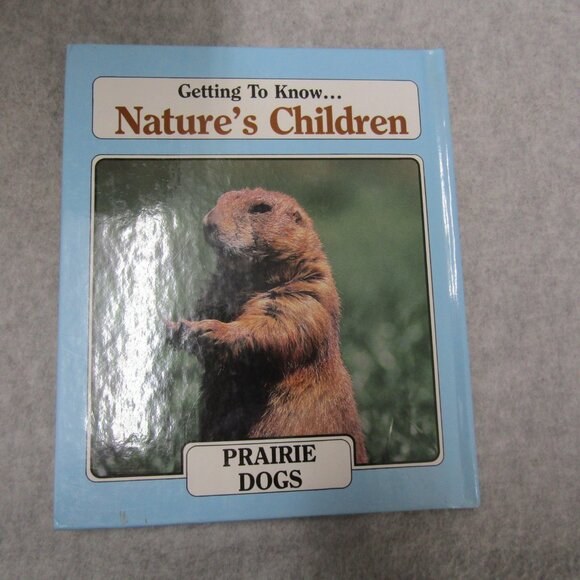 Getting To Know...
Nature's Children
PRAIRIE
DOGS